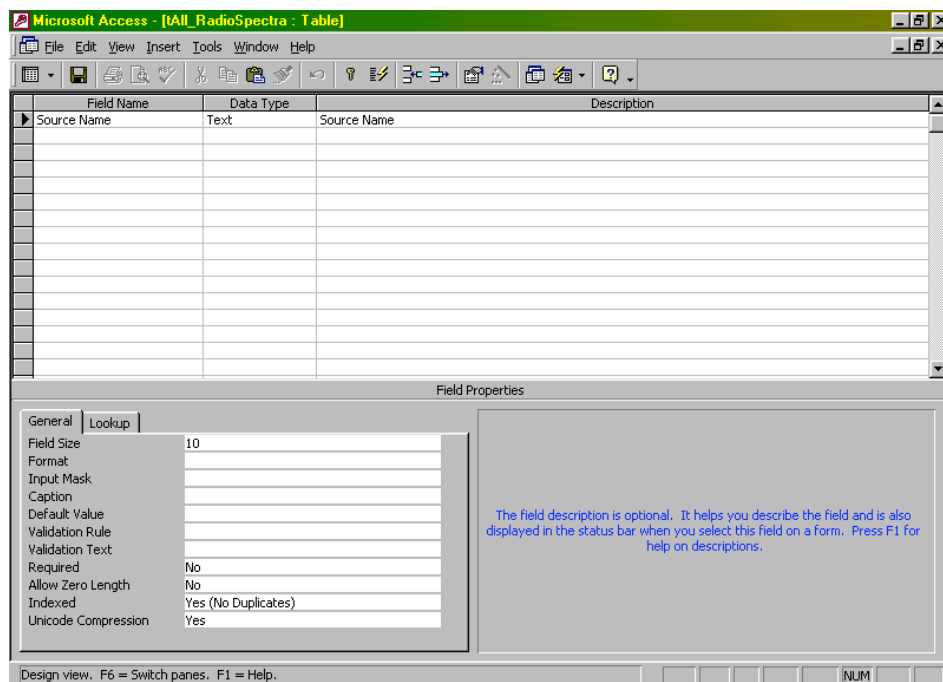 Microsoft Access - [tAll_RadioSpectra : Table]
File Edit View Insert Tools Window Help
Field Name Data Type Description
Source Name Text Source Name
Field Properties
General Lookup
Field Size 10
Format
Input Mask
Caption
Default Value
Validation Rule
Validation Text
Required No
Allow Zero Length No
Indexed Yes (No Duplicates)
Unicode Compression Yes
The field description is optional. It helps you describe the field and is also
displayed in the status bar when you select this field on a form. Press F1 for
help on descriptions.
Design view. F6 = Switch panes. F1 = Help. NUM